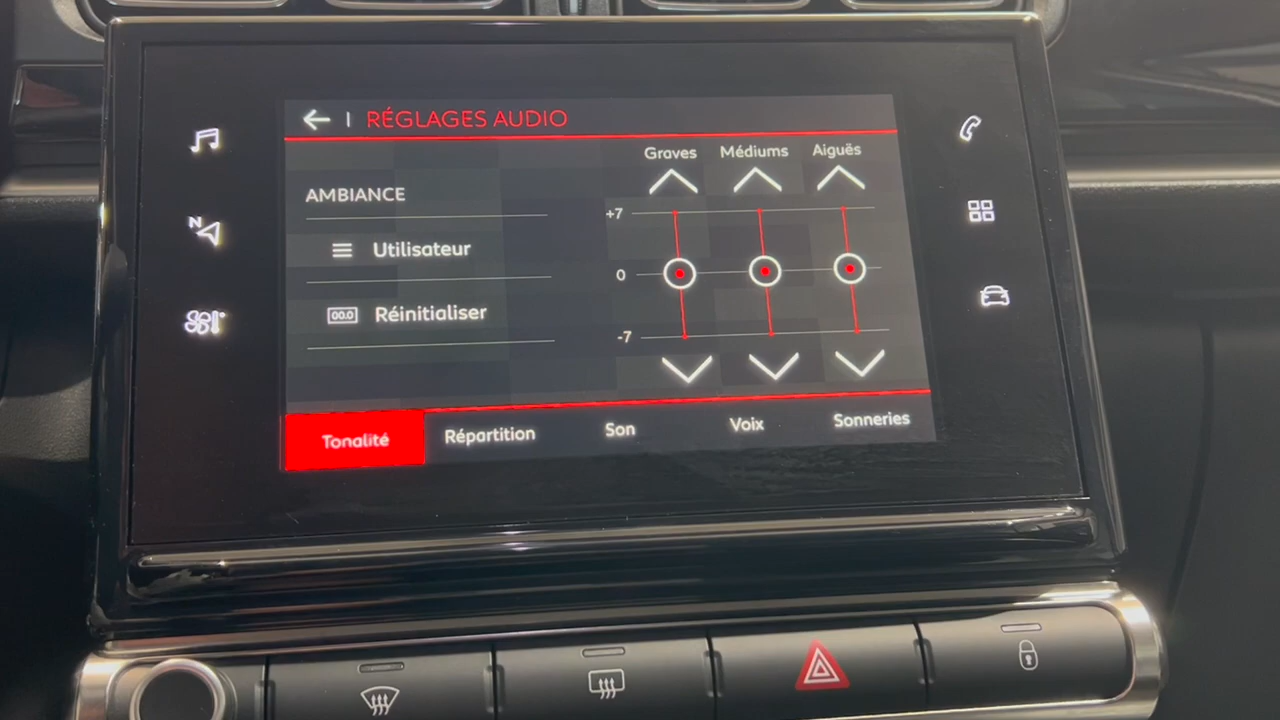 RÉGLAGES AUDIO
Graves Médiums Aiguës
AMBIANCE
+7
N
Utilisateur
0
00.0 Réinitialiser
-7
Tonalité Répartition Son Voix Sonneries